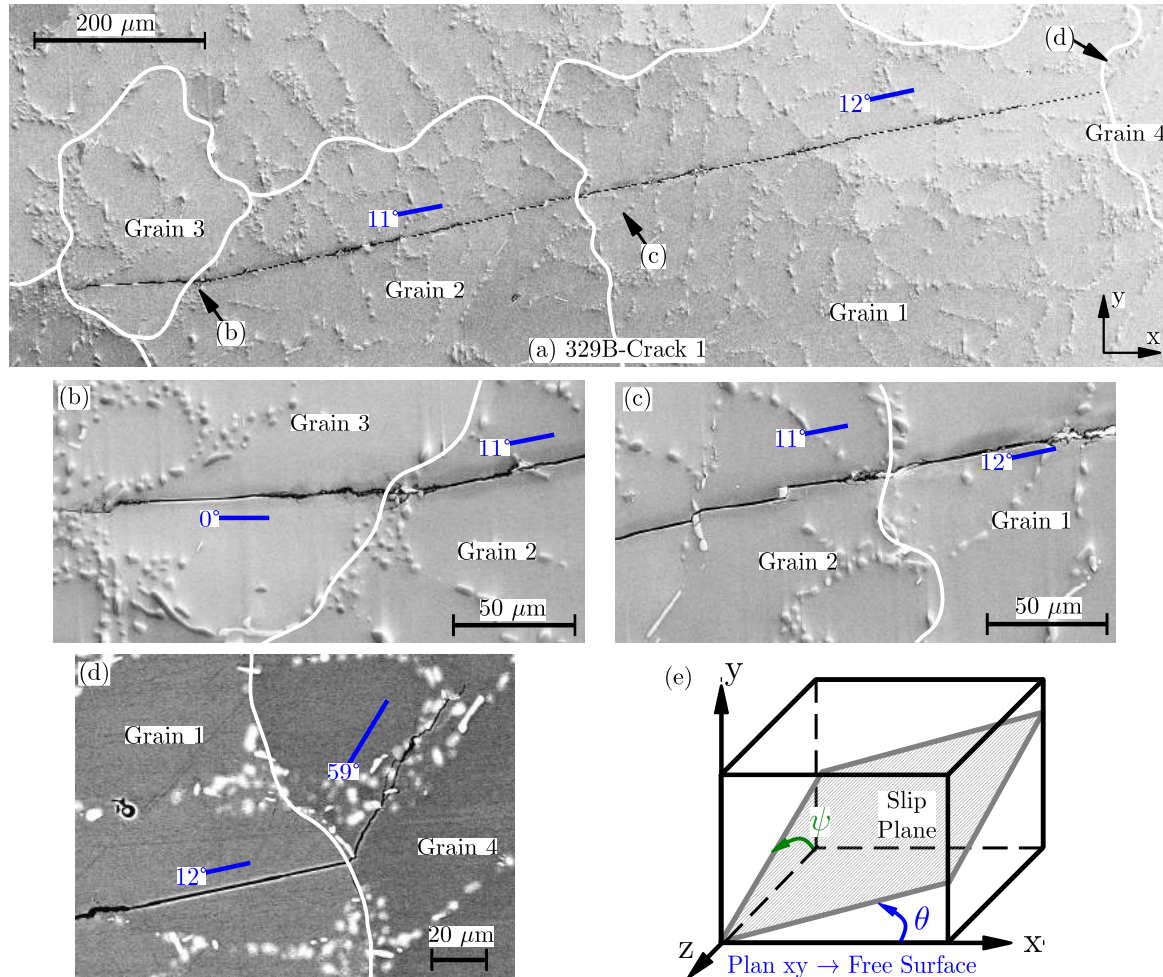 200 μm
(d)
12°
Grain 4
11°
Grain 3
(c)
Grain 2
Grain 1
(b)
y
x
(a) 329B-Crack 1
(b)
Grain 3
11°
0°
Grain 2
50 μm
(c)
11°
12°
Grain 1
Grain 2
50 μm
(d)
Grain 1
59°
Grain 4
12°
20 μm
(e)
y
Slip
Plane
ψ
θ
x
z
Plan xy → Free Surface